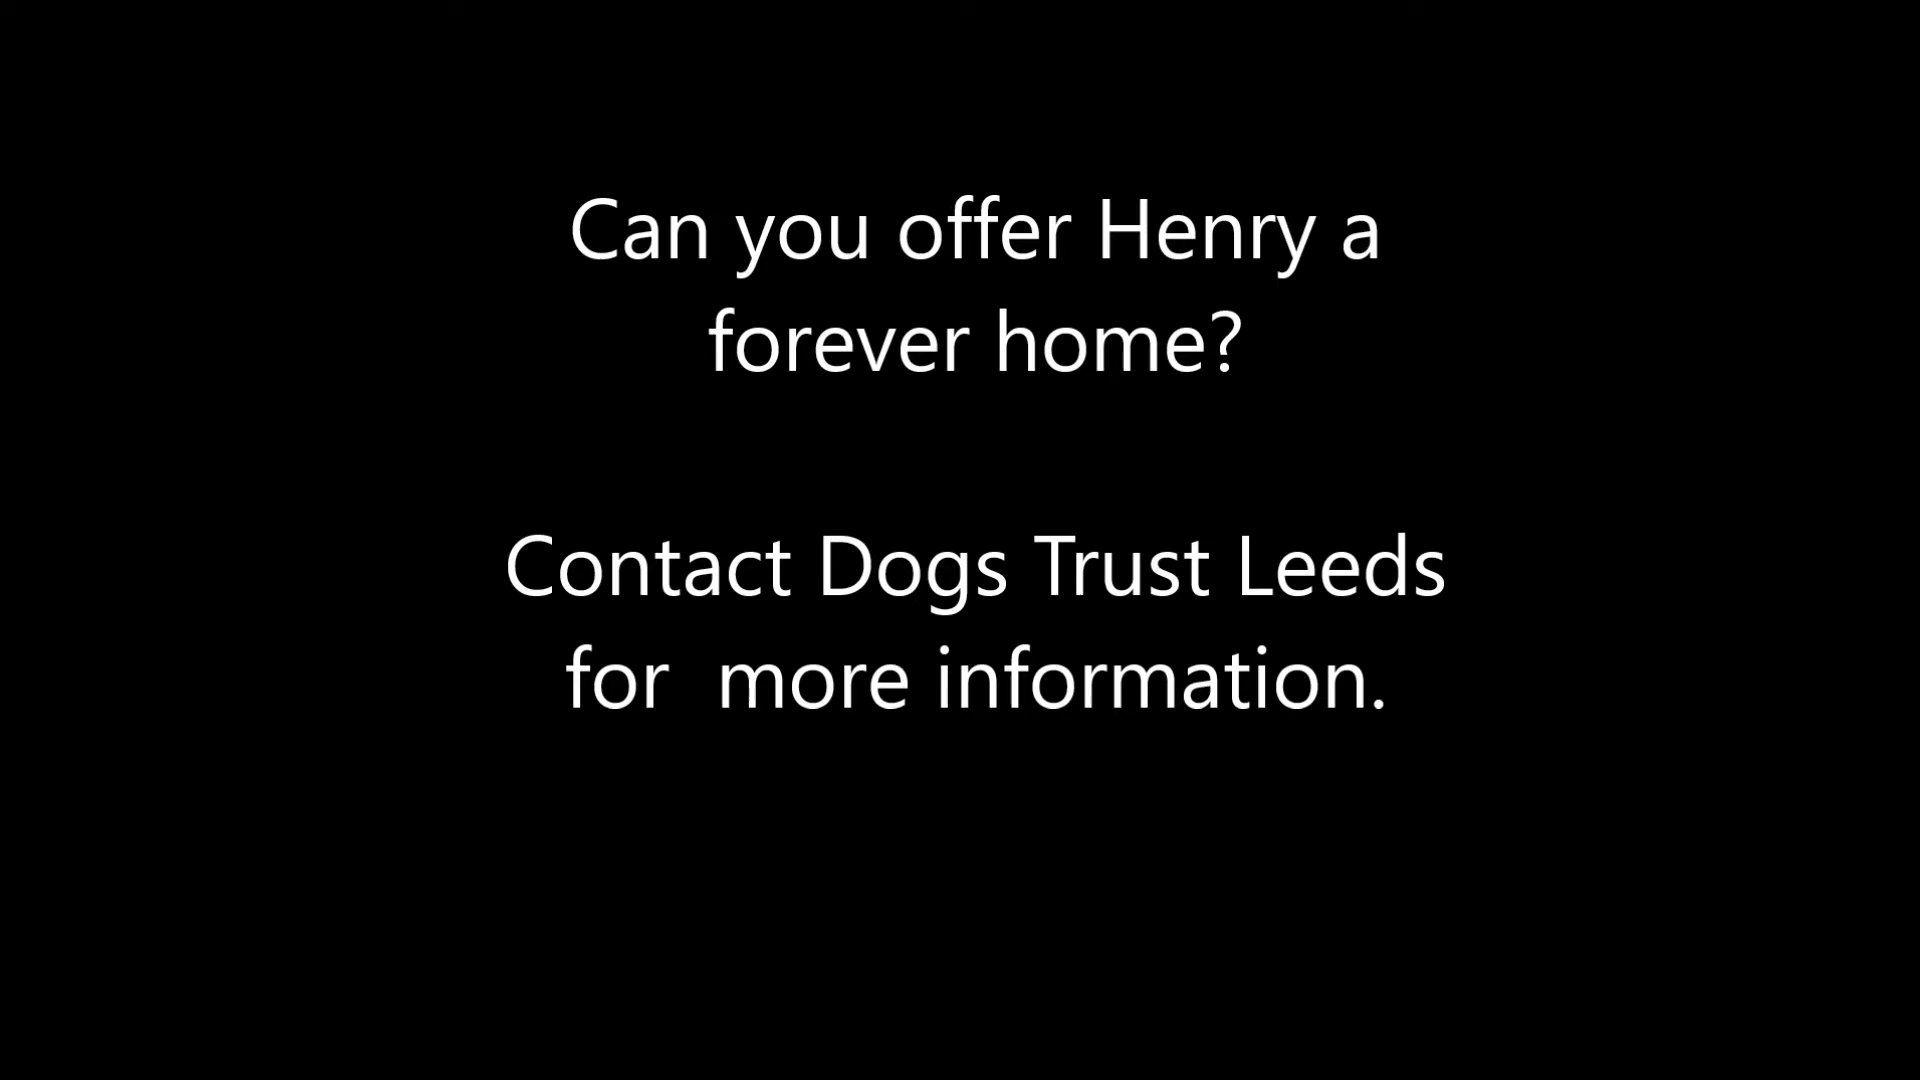 Can you offer Henry a
forever home?
Contact Dogs Trust Leeds
for  more information.